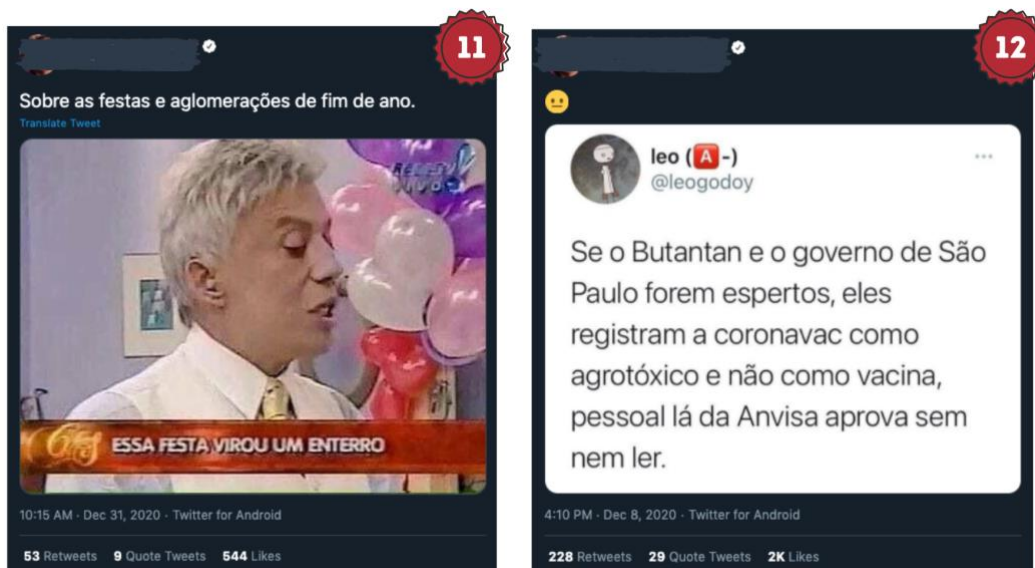 11
Sobre as festas e aglomerações de fim de ano.
Translate Tweet
ESSA FESTA VIROU UM ENTERRO
10:15 AM · Dec 31, 2020 · Twitter for Android
53 Retweets 9 Quote Tweets 544 Likes
12
leo (A-)
@leogodoy
Se o Butantan e o governo de São
Paulo forem espertos, eles
registram a coronavac como
agrotóxico e não como vacina,
pessoal lá da Anvisa aprova sem
nem ler.
4:10 PM · Dec 8, 2020 · Twitter for Android
228 Retweets 29 Quote Tweets 2K Likes